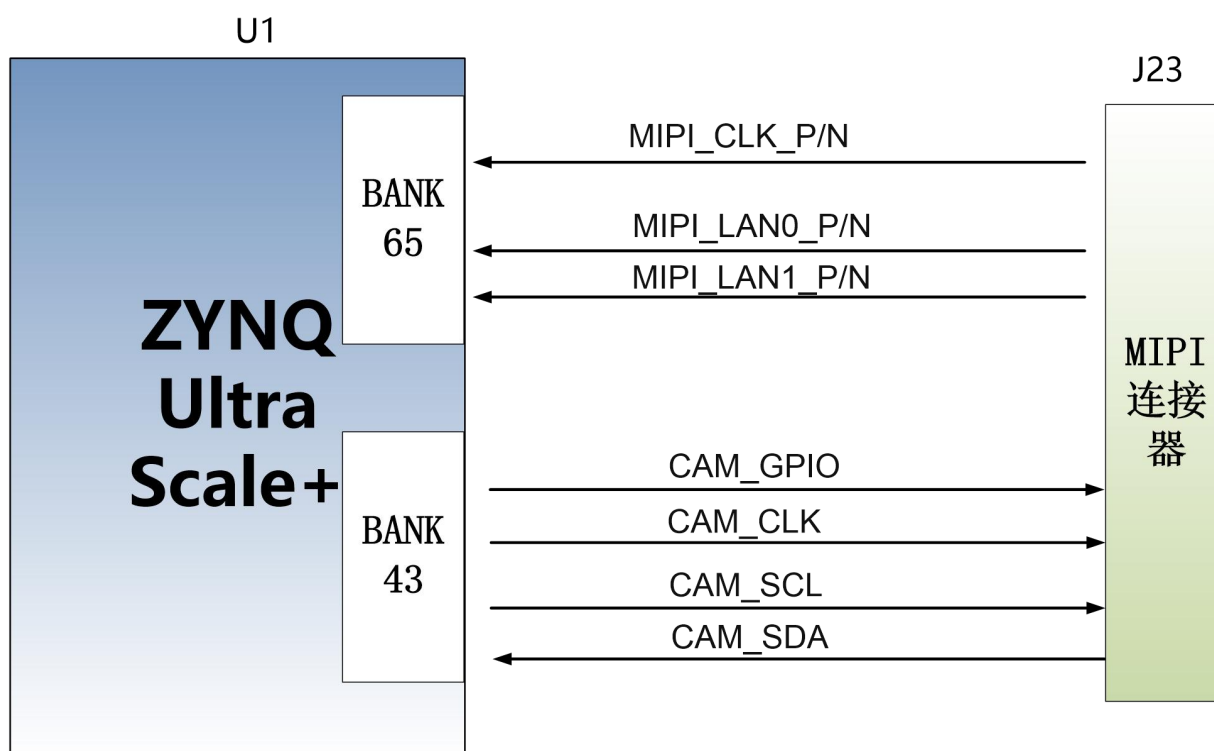 U1
J23
BANK
65
ZYNQ
Ultra
Scale+
BANK
43
MIPI_CLK_P/N
MIPI_LAN0_P/N
MIPI_LAN1_P/N
CAM_GPIO
CAM_CLK
CAM_SCL
CAM_SDA
MIPI
连接
器